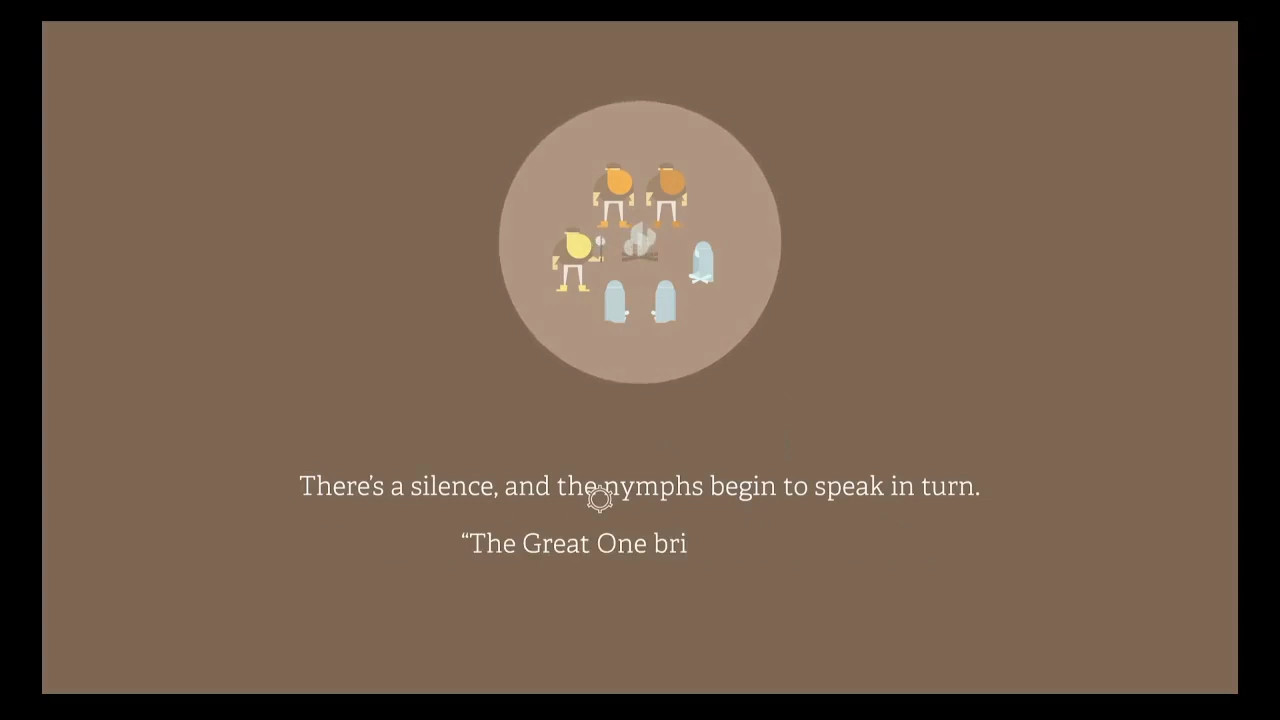 There’s a silence, and the nymphs begin to speak in turn.
“The Great One bri